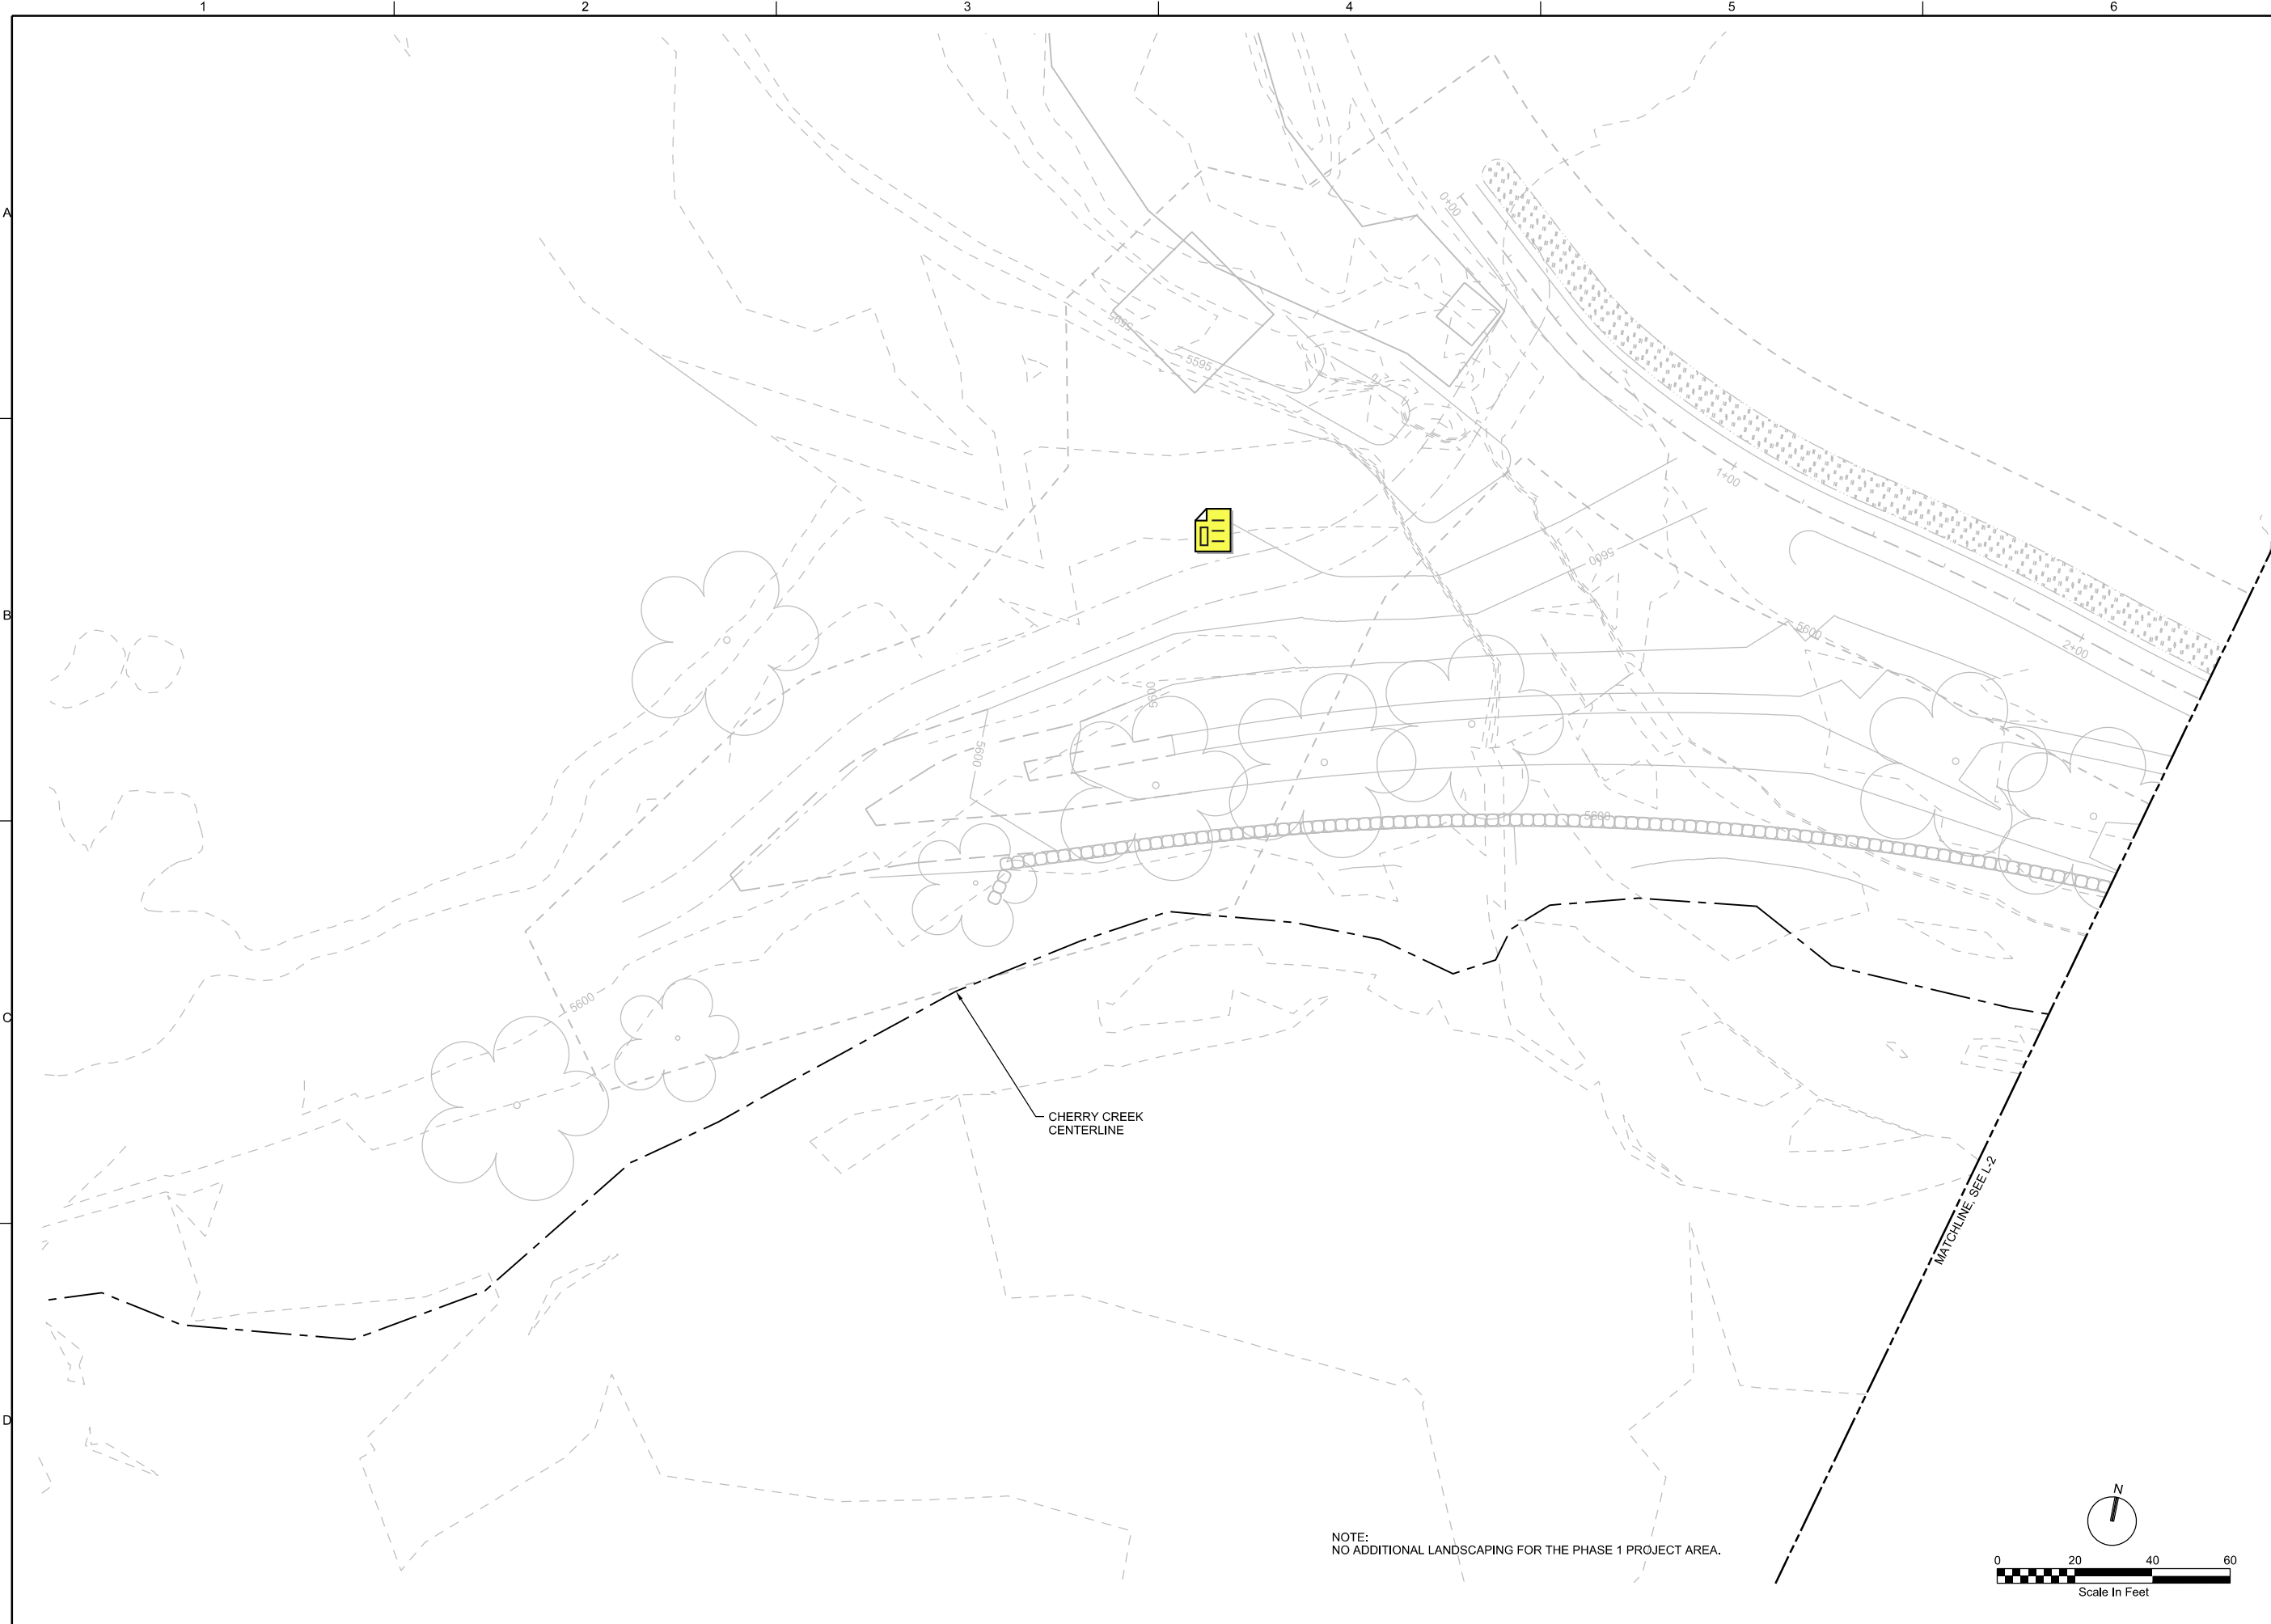 1 2 3 4 5 6
A
0+00
5695
5595
1+00
5600
B
5600
2+00
5600
5600
5600
5600
C
CHERRY CREEK
CENTERLINE
MATCHLINE, SEE L-2
D
N
NOTE:
NO ADDITIONAL LANDSCAPING FOR THE PHASE 1 PROJECT AREA.
0 20 40 60
Scale In Feet